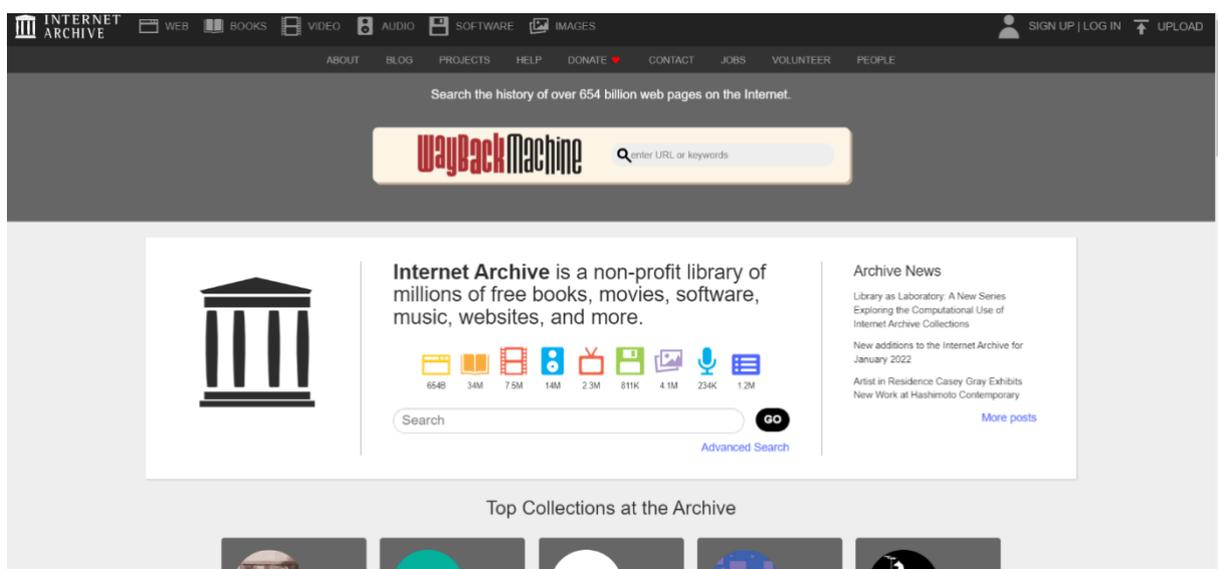 INTERNET
ARCHIVE
WEB
BOOKS
VIDEO
AUDIO
SOFTWARE
IMAGES
SIGN UP | LOG IN
UPLOAD
ABOUT
BLOG
PROJECTS
HELP
DONATE
CONTACT
JOBS
VOLUNTEER
PEOPLE
Search the history of over 654 billion web pages on the Internet.
WayBackMachine
enter URL or keywords
Internet Archive is a non-profit library of
millions of free books, movies, software,
music, websites, and more.
654B
34M
7.5M
14M
2.3M
811K
4.1M
234K
1.2M
Search
GO
Advanced Search
Archive News
Library as Laboratory: A New Series
Exploring the Computational Use of
Internet Archive Collections
New additions to the Internet Archive for
January 2022
Artist in Residence Casey Gray Exhibits
New Work at Hashimoto Contemporary
More posts
Top Collections at the Archive